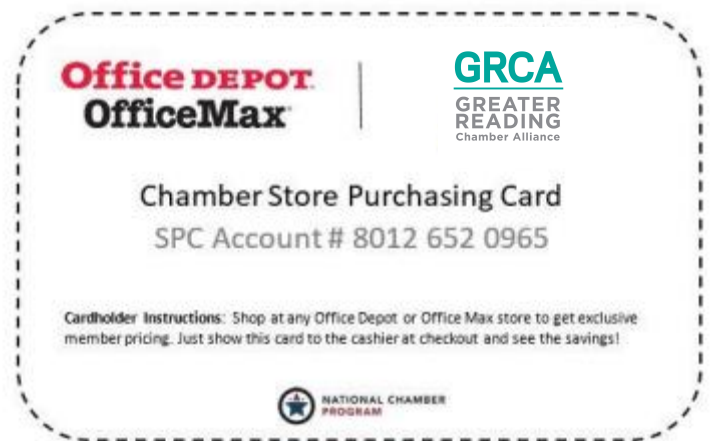 Office DEPOT
OfficeMax
GRCA
GREATER
READING
Chamber Alliance
Chamber Store Purchasing Card
SPC Account # 8012 652 0965
Cardholder Instructions: Shop at any Office Depot or Office Max store to get exclusive
member pricing. Just show this card to the cashier at checkout and see the savings!
NATIONAL CHAMBER
PROGRAM